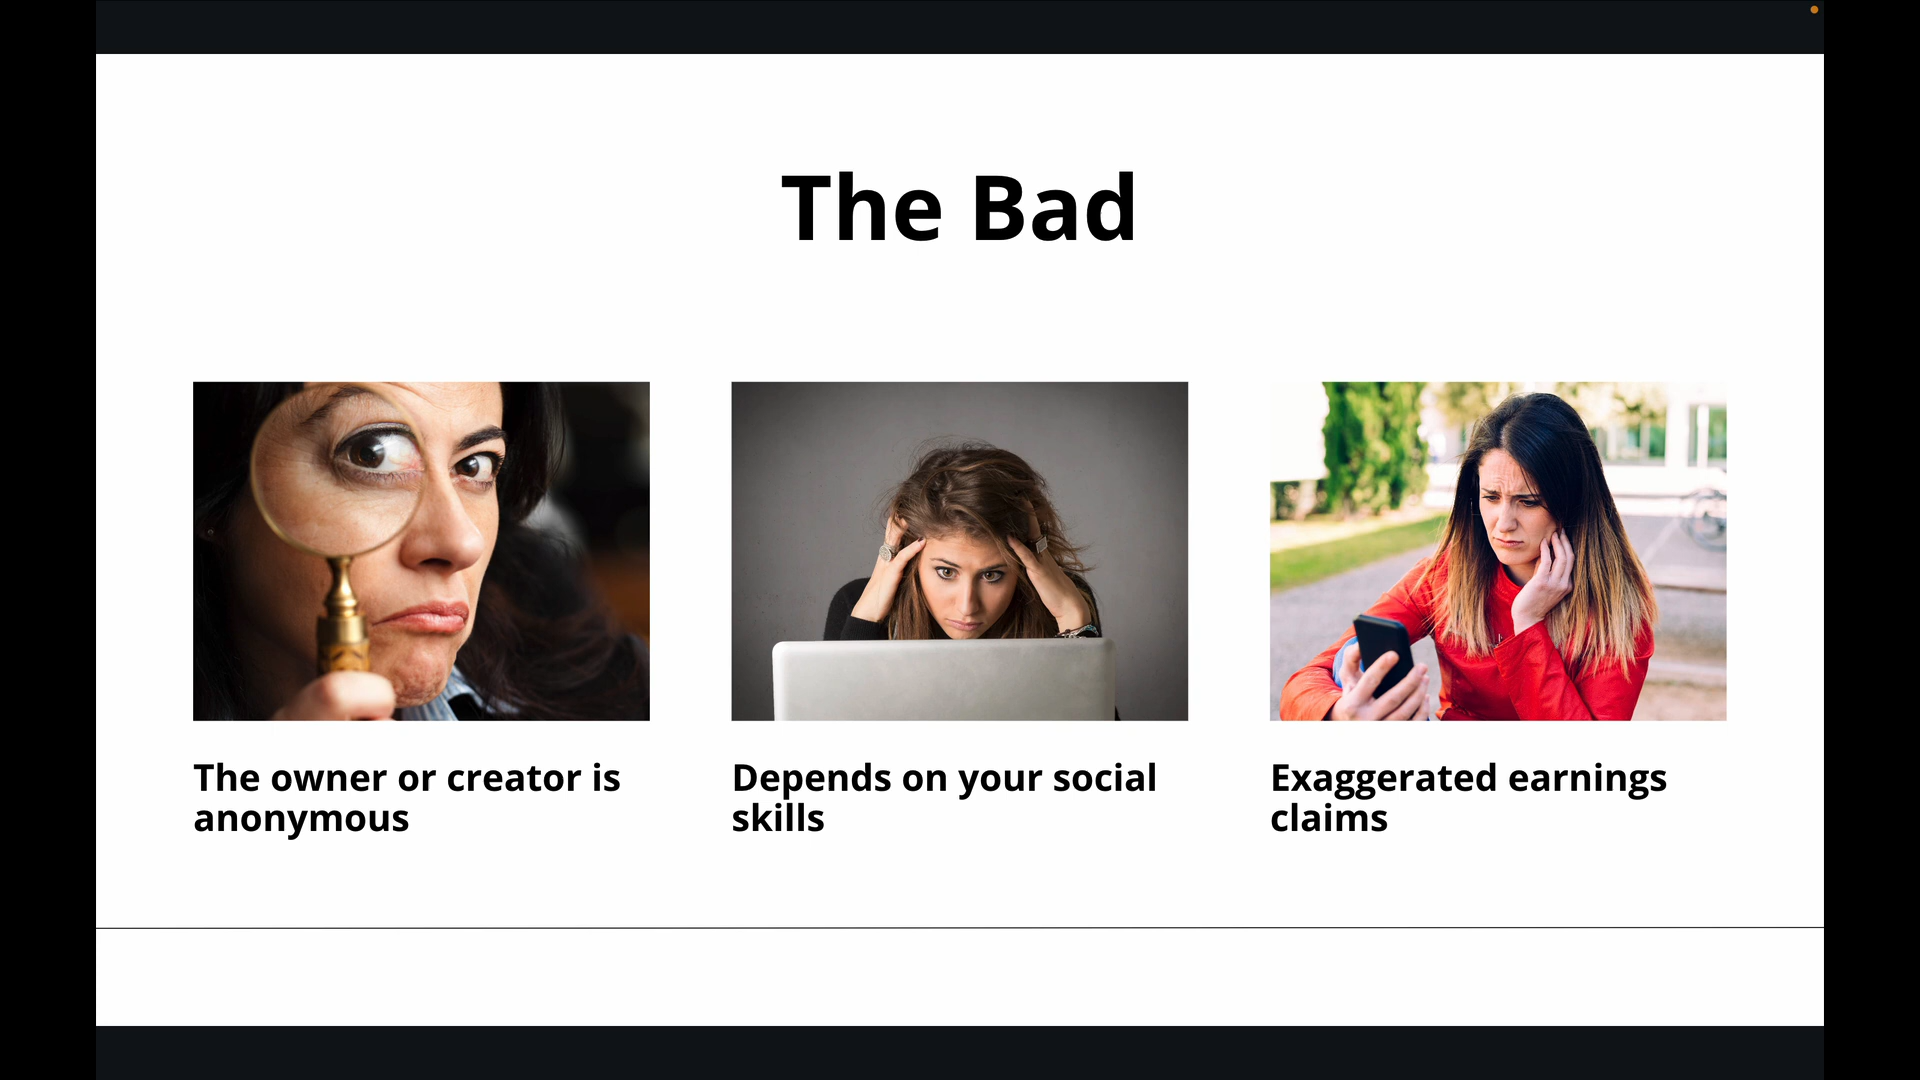 The Bad
The owner or creator is
anonymous
Depends on your social
skills
Exaggerated earnings
claims